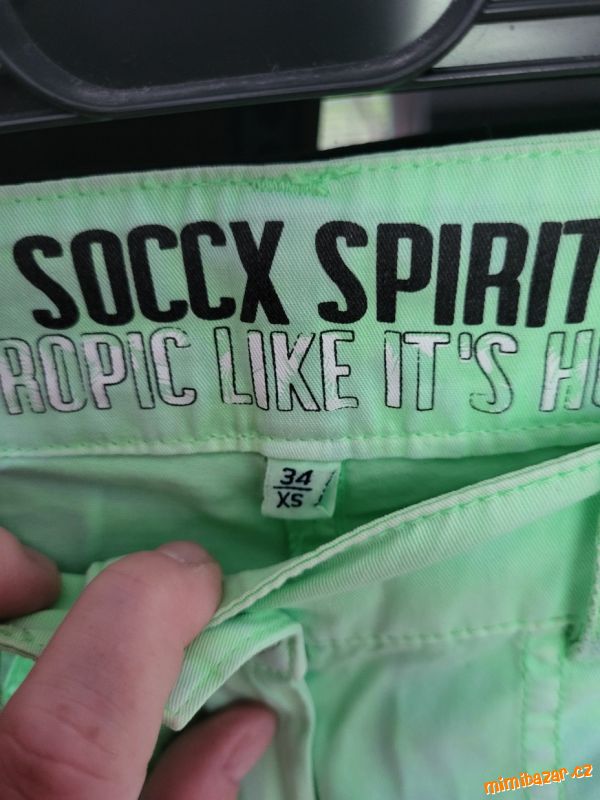 SOCCX SPIRIT
ROPIC LIKE IT'S
34
XS
mimibazar.cz